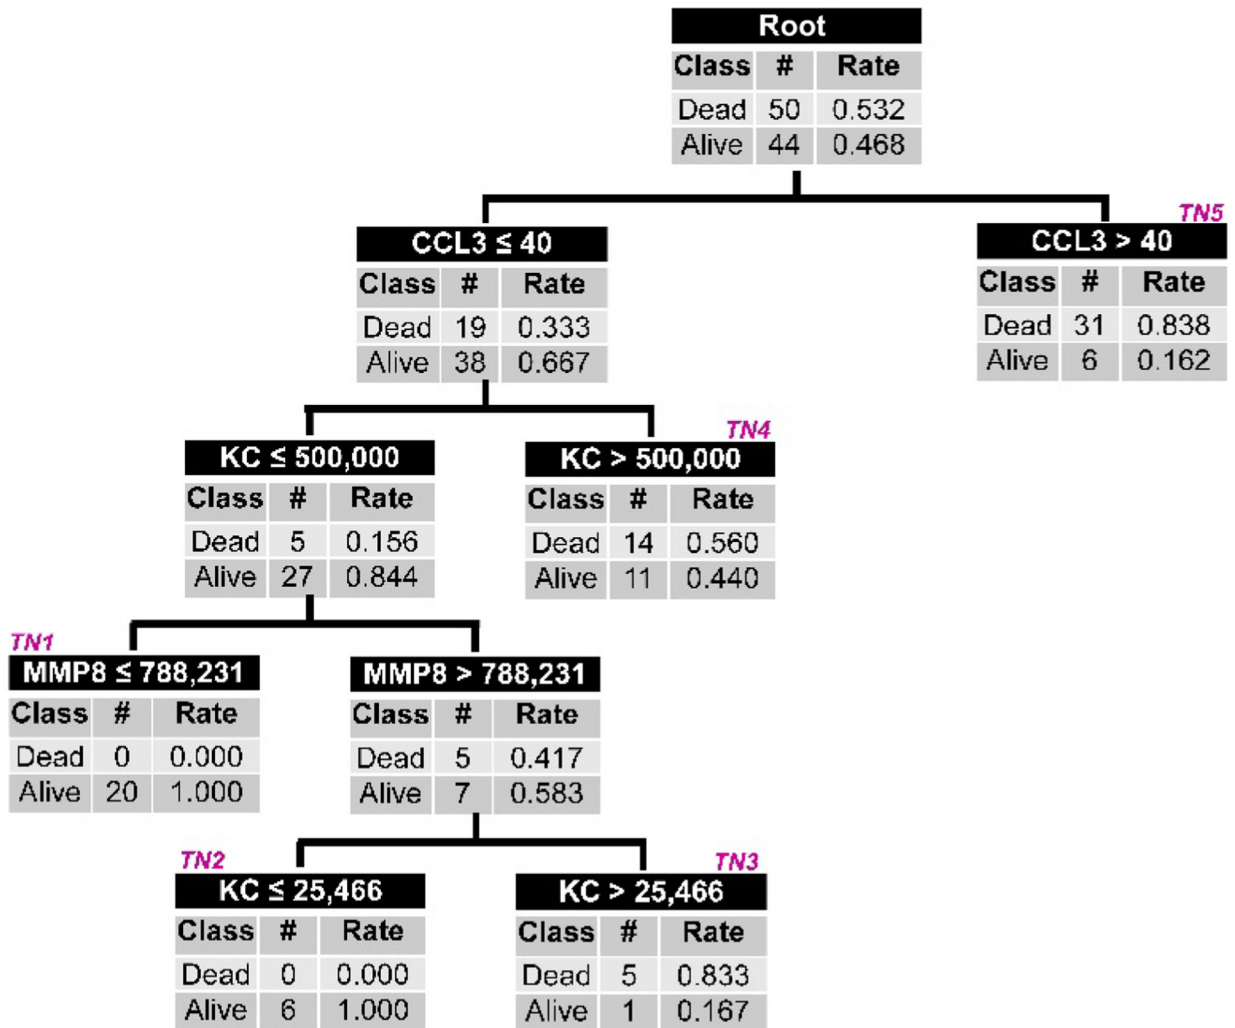 Root
Class # Rate
Dead 50 0.532
Alive 44 0.468
TN5
CCL3 ≤ 40
Class # Rate
Dead 19 0.333
Alive 38 0.667
CCL3 > 40
Class # Rate
Dead 31 0.838
Alive 6 0.162
TN4
KC ≤ 500,000
Class # Rate
Dead 5 0.156
Alive 27 0.844
KC > 500,000
Class # Rate
Dead 14 0.560
Alive 11 0.440
TN1
MMP8 ≤ 788,231
Class # Rate
Dead 0 0.000
Alive 20 1.000
MMP8 > 788,231
Class # Rate
Dead 5 0.417
Alive 7 0.583
TN2
KC ≤ 25,466
Class # Rate
Dead 0 0.000
Alive 6 1.000
TN3
KC > 25,466
Class # Rate
Dead 5 0.833
Alive 1 0.167